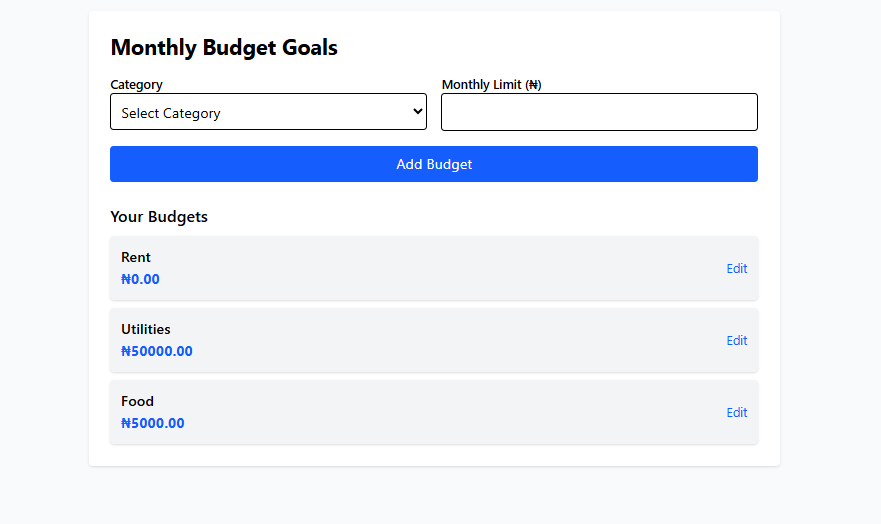 Monthly Budget Goals
Category
Monthly Limit (₦)
Select Category
Add Budget
Your Budgets
Rent
₦0.00
Edit
Utilities
₦50000.00
Edit
Food
₦5000.00
Edit